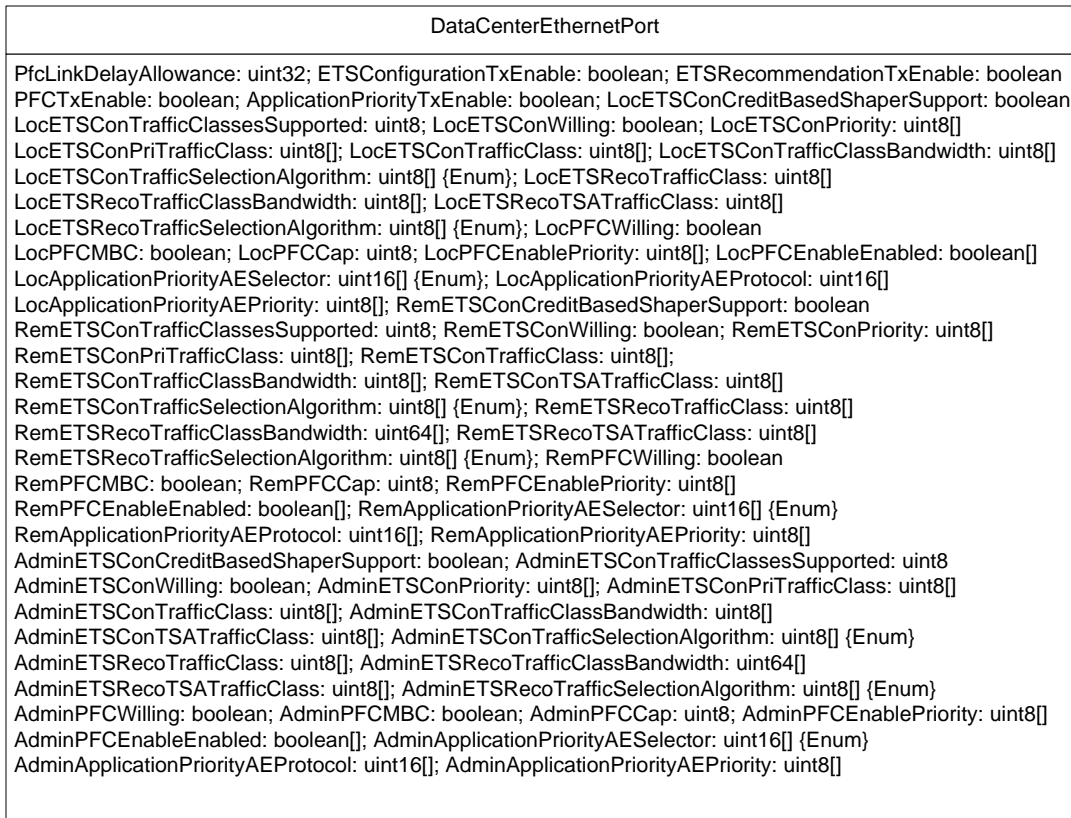 DataCenterEthernetPort
PfcLinkDelayAllowance: uint32; ETSConfigurationTxEnable: boolean; ETSRecommendationTxEnable: boolean
PFCTxEnable: boolean; ApplicationPriorityTxEnable: boolean; LocETSConCreditBasedShaperSupport: boolean
LocETSConTrafficClassesSupported: uint8; LocETSConWilling: boolean; LocETSConPriority: uint8[]
LocETSConPriTrafficClass: uint8[]; LocETSConTrafficClass: uint8[]; LocETSConTrafficClassBandwidth: uint8[]
LocETSConTrafficSelectionAlgorithm: uint8[] {Enum}; LocETSRecoTrafficClass: uint8[]
LocETSRecoTrafficClassBandwidth: uint8[]; LocETSRecoTSATrafficClass: uint8[]
LocETSRecoTrafficSelectionAlgorithm: uint8[] {Enum}; LocPFCWilling: boolean
LocPFCMBC: boolean; LocPFCCap: uint8; LocPFCEnablePriority: uint8[]; LocPFCEnableEnabled: boolean[]
LocApplicationPriorityAESelector: uint16[] {Enum}; LocApplicationPriorityAEProtocol: uint16[]
LocApplicationPriorityAEPriority: uint8[]; RemETSConCreditBasedShaperSupport: boolean
RemETSConTrafficClassesSupported: uint8; RemETSConWilling: boolean; RemETSConPriority: uint8[]
RemETSConPriTrafficClass: uint8[]; RemETSConTrafficClass: uint8[];
RemETSConTrafficClassBandwidth: uint8[]; RemETSConTSATrafficClass: uint8[]
RemETSConTrafficSelectionAlgorithm: uint8[] {Enum}; RemETSRecoTrafficClass: uint8[]
RemETSRecoTrafficClassBandwidth: uint64[]; RemETSRecoTSATrafficClass: uint8[]
RemETSRecoTrafficSelectionAlgorithm: uint8[] {Enum}; RemPFCWilling: boolean
RemPFCMBC: boolean; RemPFCCap: uint8; RemPFCEnablePriority: uint8[]
RemPFCEnableEnabled: boolean[]; RemApplicationPriorityAESelector: uint16[] {Enum}
RemApplicationPriorityAEProtocol: uint16[]; RemApplicationPriorityAEPriority: uint8[]
AdminETSConCreditBasedShaperSupport: boolean; AdminETSConTrafficClassesSupported: uint8
AdminETSConWilling: boolean; AdminETSConPriority: uint8[]; AdminETSConPriTrafficClass: uint8[]
AdminETSConTrafficClass: uint8[]; AdminETSConTrafficClassBandwidth: uint8[]
AdminETSConTSATrafficClass: uint8[]; AdminETSConTrafficSelectionAlgorithm: uint8[] {Enum}
AdminETSRecoTrafficClass: uint8[]; AdminETSRecoTrafficClassBandwidth: uint64[]
AdminETSRecoTSATrafficClass: uint8[]; AdminETSRecoTrafficSelectionAlgorithm: uint8[] {Enum}
AdminPFCWilling: boolean; AdminPFCMBC: boolean; AdminPFCCap: uint8; AdminPFCEnablePriority: uint8[]
AdminPFCEnableEnabled: boolean[]; AdminApplicationPriorityAESelector: uint16[] {Enum}
AdminApplicationPriorityAEProtocol: uint16[]; AdminApplicationPriorityAEPriority: uint8[]